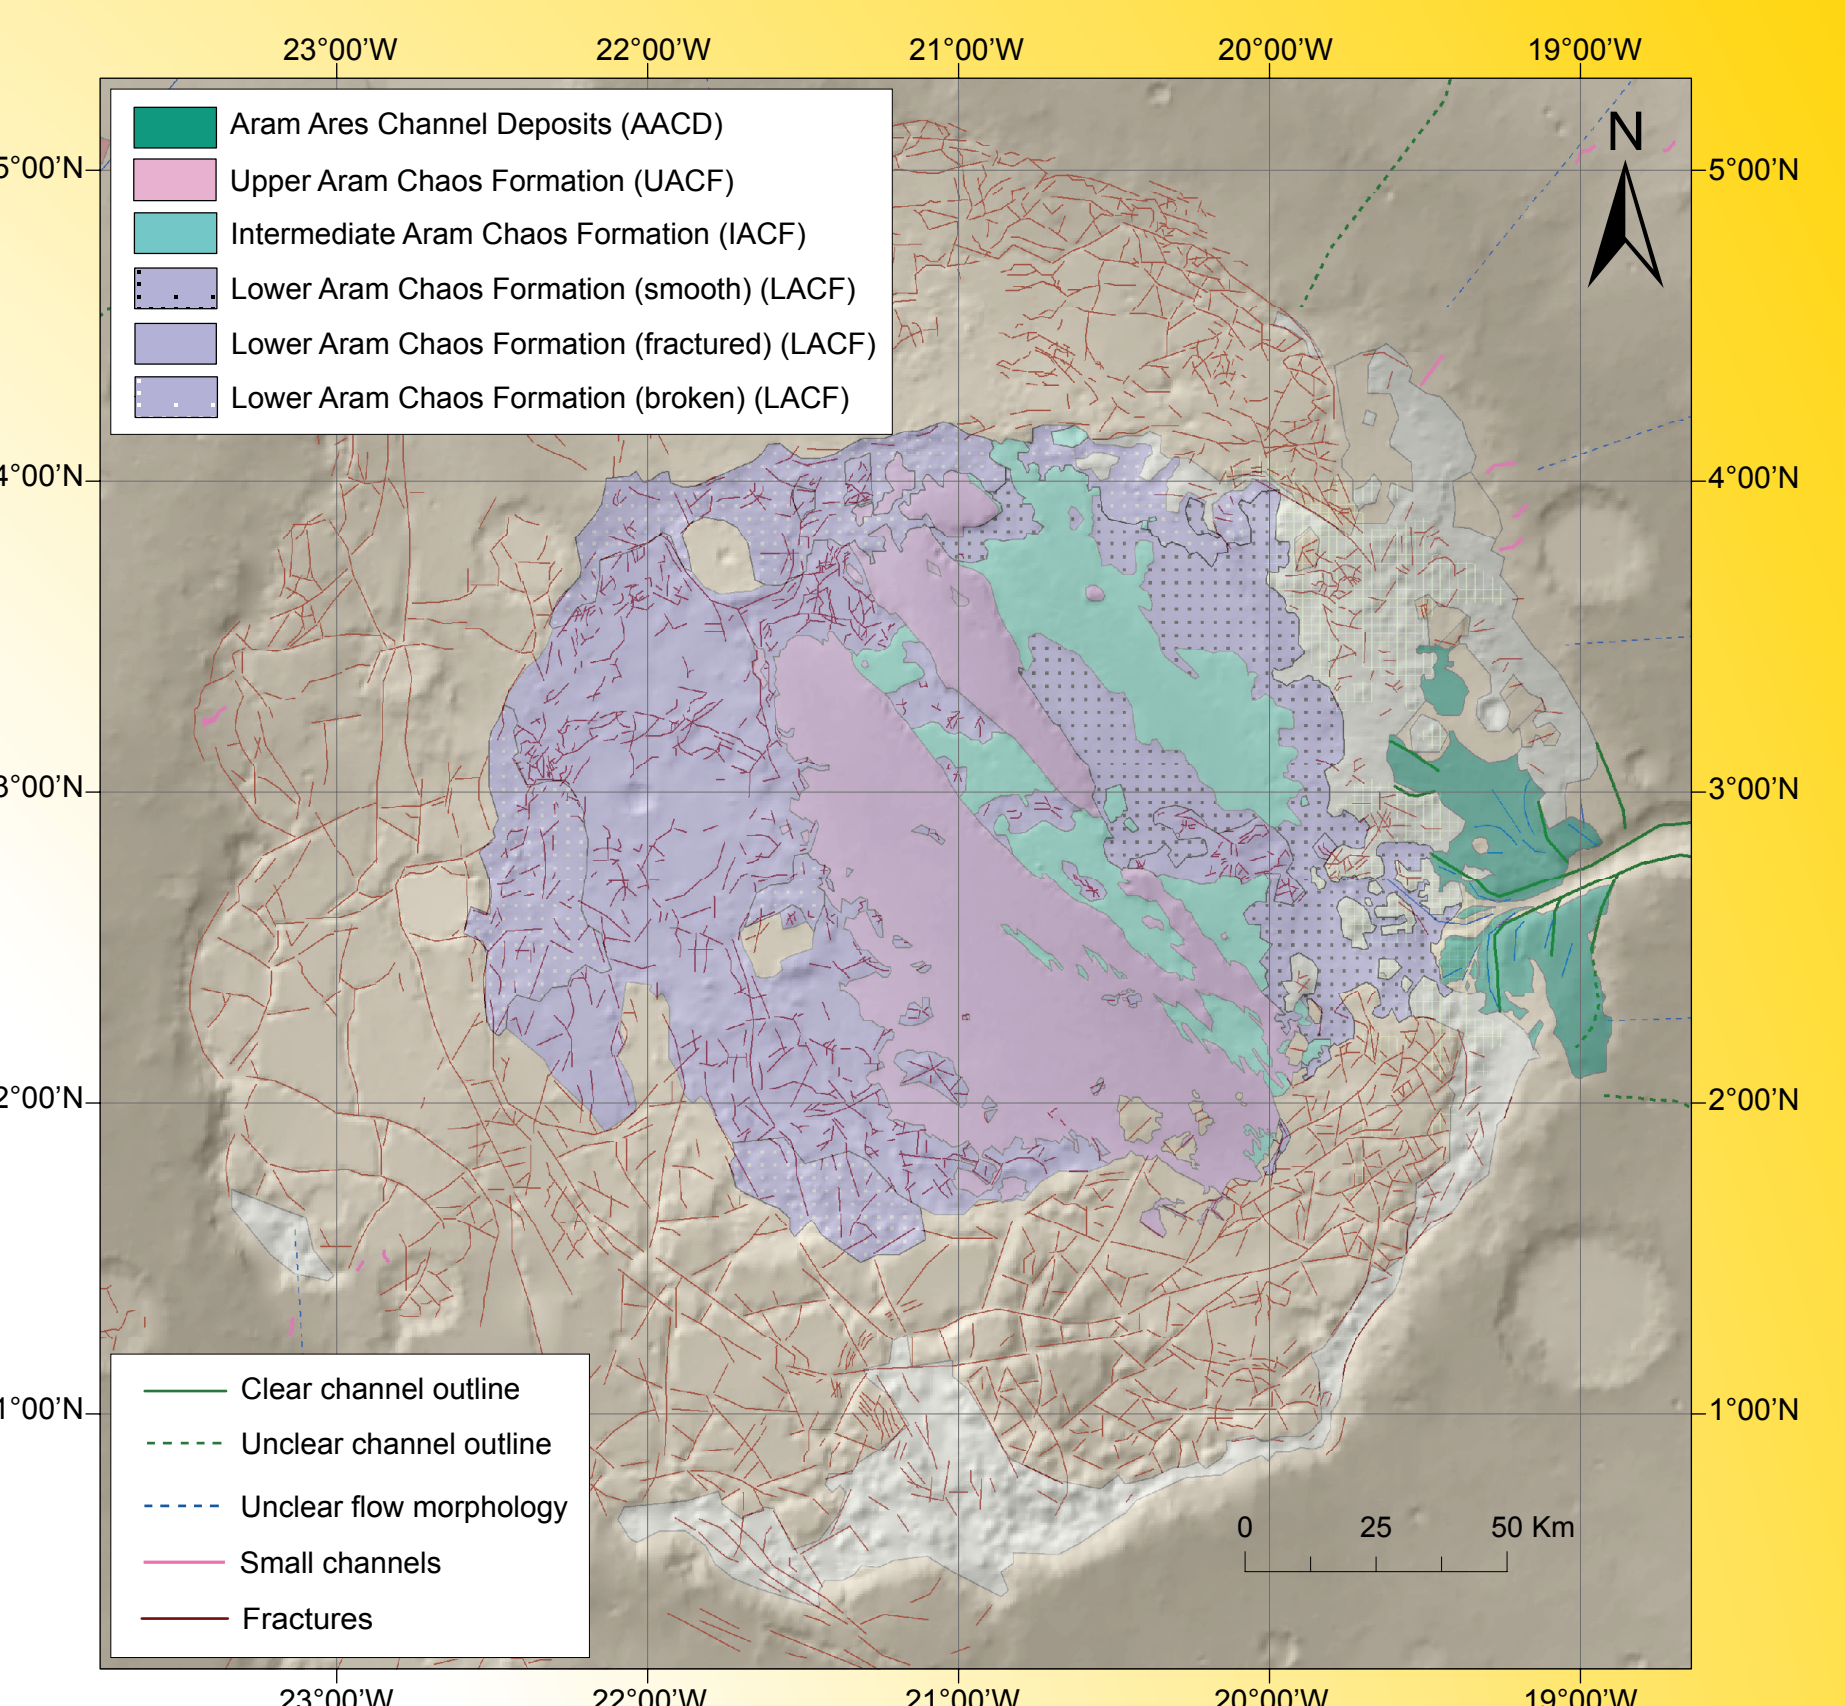 23°00'W 22°00'W 21°00'W 20°00'W 19°00'W
Aram Ares Channel Deposits (AACD)
Upper Aram Chaos Formation (UACF)
Intermediate Aram Chaos Formation (IACF)
Lower Aram Chaos Formation (smooth) (LACF)
Lower Aram Chaos Formation (fractured) (LACF)
Lower Aram Chaos Formation (broken) (LACF)
N
5°00'N 5°00'N
4°00'N 4°00'N
3°00'N 3°00'N
2°00'N 2°00'N
1°00'N 1°00'N
Clear channel outline
Unclear channel outline
Unclear flow morphology
Small channels
Fractures
0 25 50 Km
23°00'W 22°00'W 21°00'W 20°00'W 19°00'W